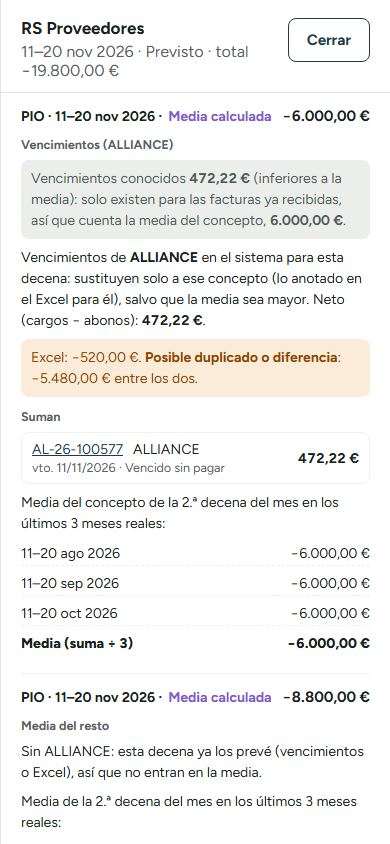 RS Proveedores
11–20 nov 2026 · Previsto · total
−19.800,00 €
Cerrar
PIO · 11–20 nov 2026 · Media calculada −6.000,00 €
Vencimientos (ALLIANCE)
Vencimientos conocidos 472,22 € (inferiores a la
media): solo existen para las facturas ya recibidas,
así que cuenta la media del concepto, 6.000,00 €.
Vencimientos de ALLIANCE en el sistema para esta
decena: sustituyen solo a ese concepto (lo anotado en
el Excel para él), salvo que la media sea mayor. Neto
(cargos − abonos): 472,22 €.
Excel: −520,00 €. Posible duplicado o diferencia:
−5.480,00 € entre los dos.
Suman
AL-26-100577 ALLIANCE
vto. 11/11/2026 · Vencido sin pagar
472,22 €
Media del concepto de la 2.ª decena del mes en los
últimos 3 meses reales:
11–20 ago 2026 −6.000,00 €
11–20 sep 2026 −6.000,00 €
11–20 oct 2026 −6.000,00 €
Media (suma ÷ 3) −6.000,00 €
PIO · 11–20 nov 2026 · Media calculada −8.800,00 €
Media del resto
Sin ALLIANCE: esta decena ya los prevé (vencimientos
o Excel), así que no entran en la media.
Media de la 2.ª decena del mes en los últimos 3 meses
reales: